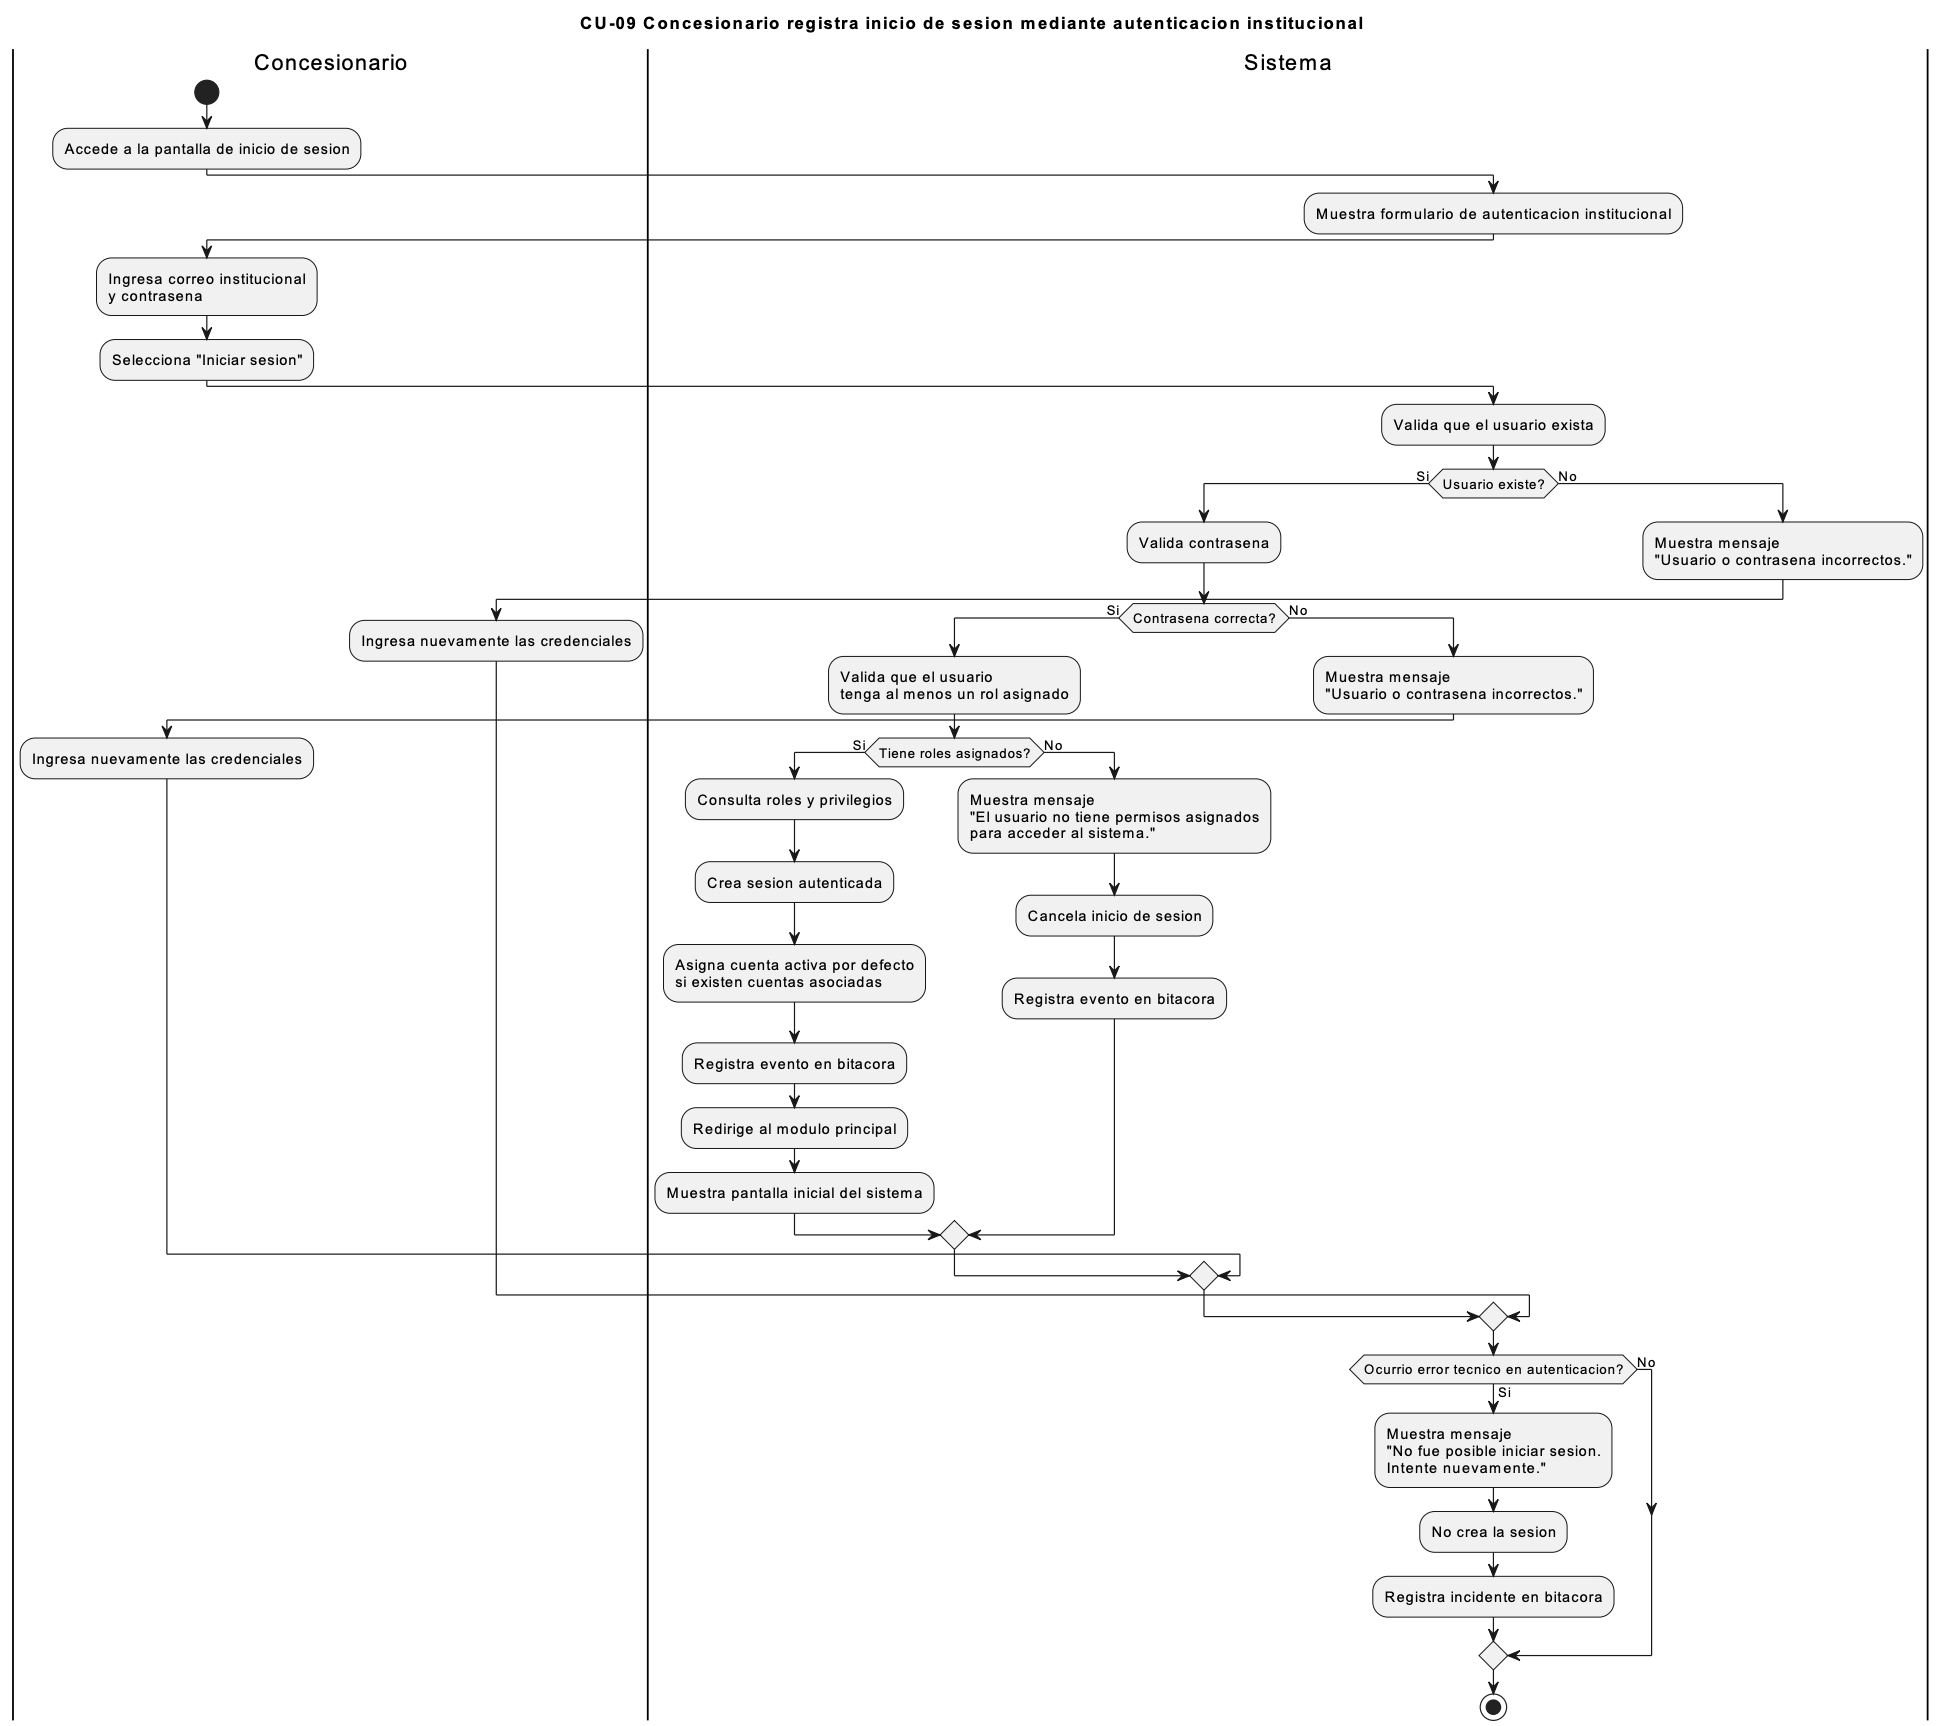 CU-09 Concesionario registra inicio de sesion mediante autenticacion institucional
Concesionario
Sistema
Accede a la pantalla de inicio de sesion
Muestra formulario de autenticacion institucional
Ingresa correo institucional
y contrasena
Selecciona "Iniciar sesion"
Valida que el usuario exista
Si
Usuario existe?
No
Valida contrasena
Muestra mensaje
"Usuario o contrasena incorrectos."
Ingresa nuevamente las credenciales
Si
Contrasena correcta?
No
Valida que el usuario
tenga al menos un rol asignado
Muestra mensaje
"Usuario o contrasena incorrectos."
Ingresa nuevamente las credenciales
Si
Tiene roles asignados?
No
Consulta roles y privilegios
Muestra mensaje
"El usuario no tiene permisos asignados
para acceder al sistema."
Crea sesion autenticada
Cancela inicio de sesion
Asigna cuenta activa por defecto
si existen cuentas asociadas
Registra evento en bitacora
Registra evento en bitacora
Redirige al modulo principal
Muestra pantalla inicial del sistema
Ocurrio error tecnico en autenticacion?
No
Si
Muestra mensaje
"No fue posible iniciar sesion.
Intente nuevamente."
No crea la sesion
Registra incidente en bitacora